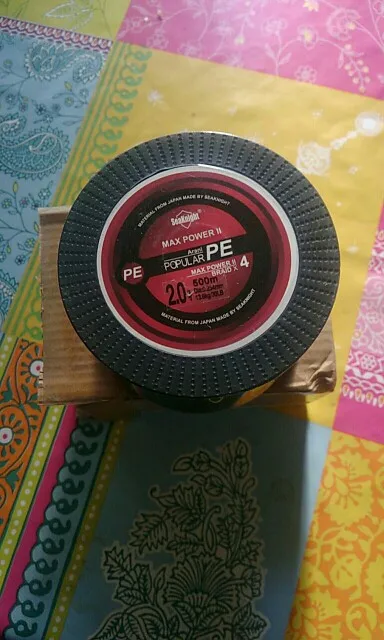 MATERIAL FROM JAPAN MADE BY SEAKNIGHT
SeaKnight
MAX POWER II
Arani
POPULAR PE
PE
MAX POWER II
BRAID X 4
2.0
500m
MATERIAL FROM JAPAN MADE BY SEAKNIGHT